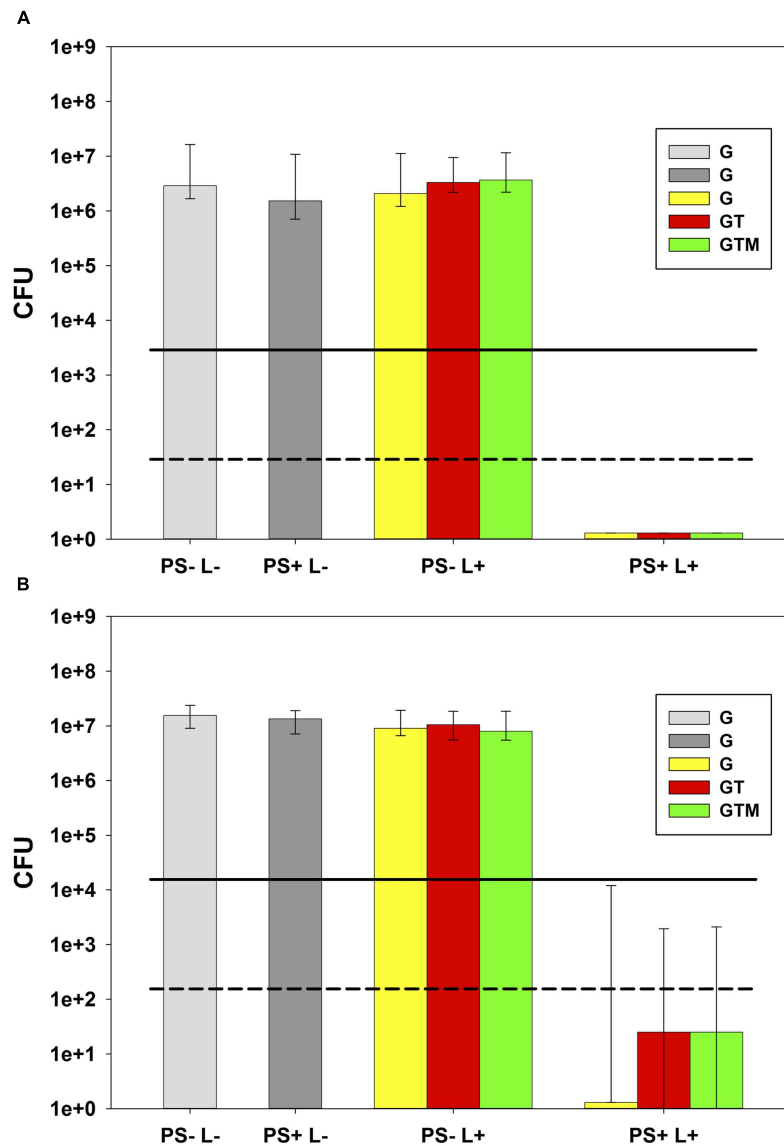 A
1e+9
1e+8
1e+7
1e+6
1e+5
1e+4
1e+3
1e+2
1e+1
1e+0
CFU
G
G
G
GT
GTM
PS- L- PS+ L- PS- L+ PS+ L+
B
1e+9
1e+8
1e+7
1e+6
1e+5
1e+4
1e+3
1e+2
1e+1
1e+0
CFU
G
G
G
GT
GTM
PS- L- PS+ L- PS- L+ PS+ L+